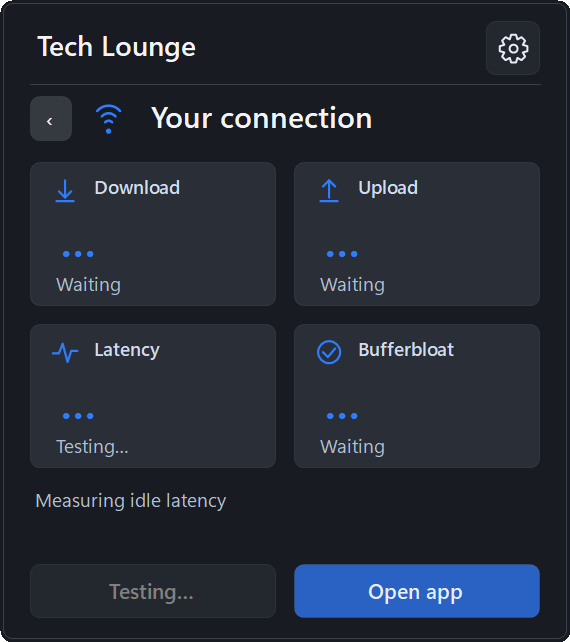 Tech Lounge
‹
Your connection
Download
Upload
Waiting
Waiting
Latency
Bufferbloat
Testing...
Waiting
Measuring idle latency
Testing...
Open app